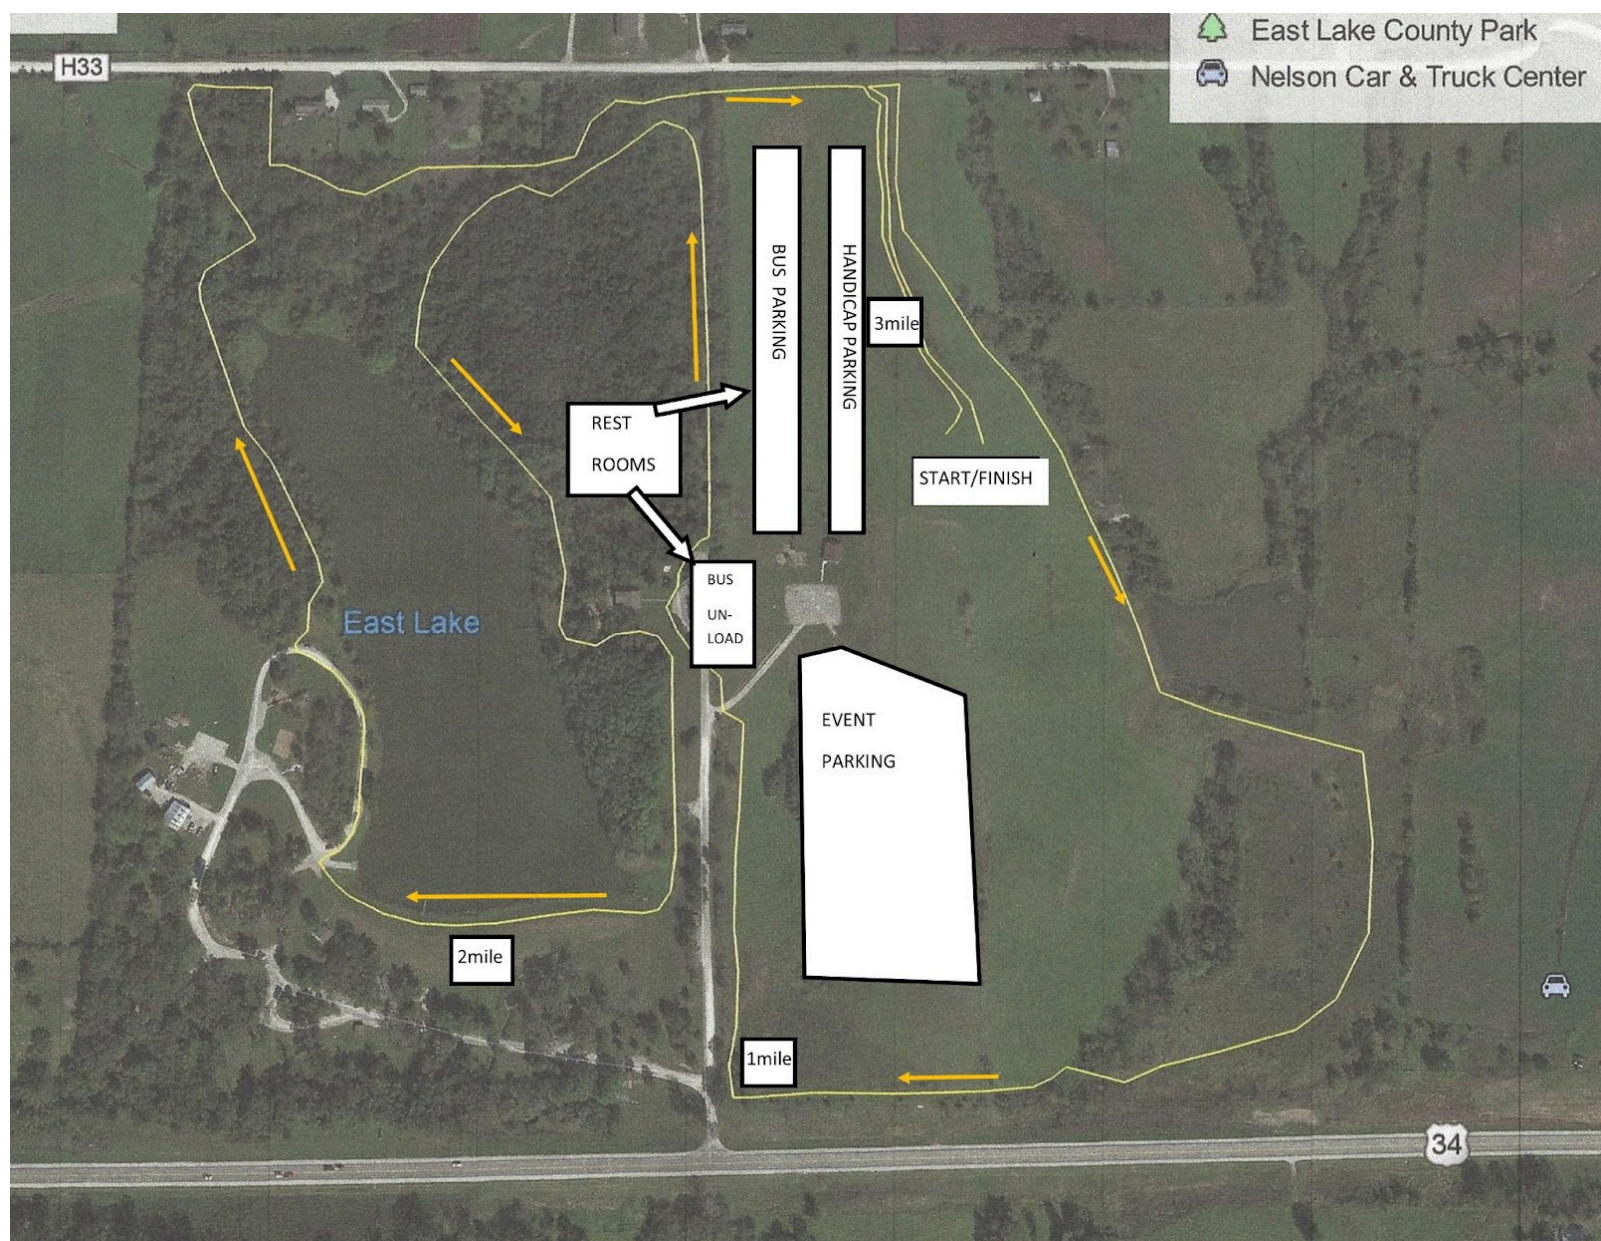 East Lake County Park
Nelson Car & Truck Center
H33
BUS PARKING
HANDICAP PARKING
3mile
REST
ROOMS
START/FINISH
BUS
UN-
LOAD
East Lake
EVENT
PARKING
2mile
1mile
34